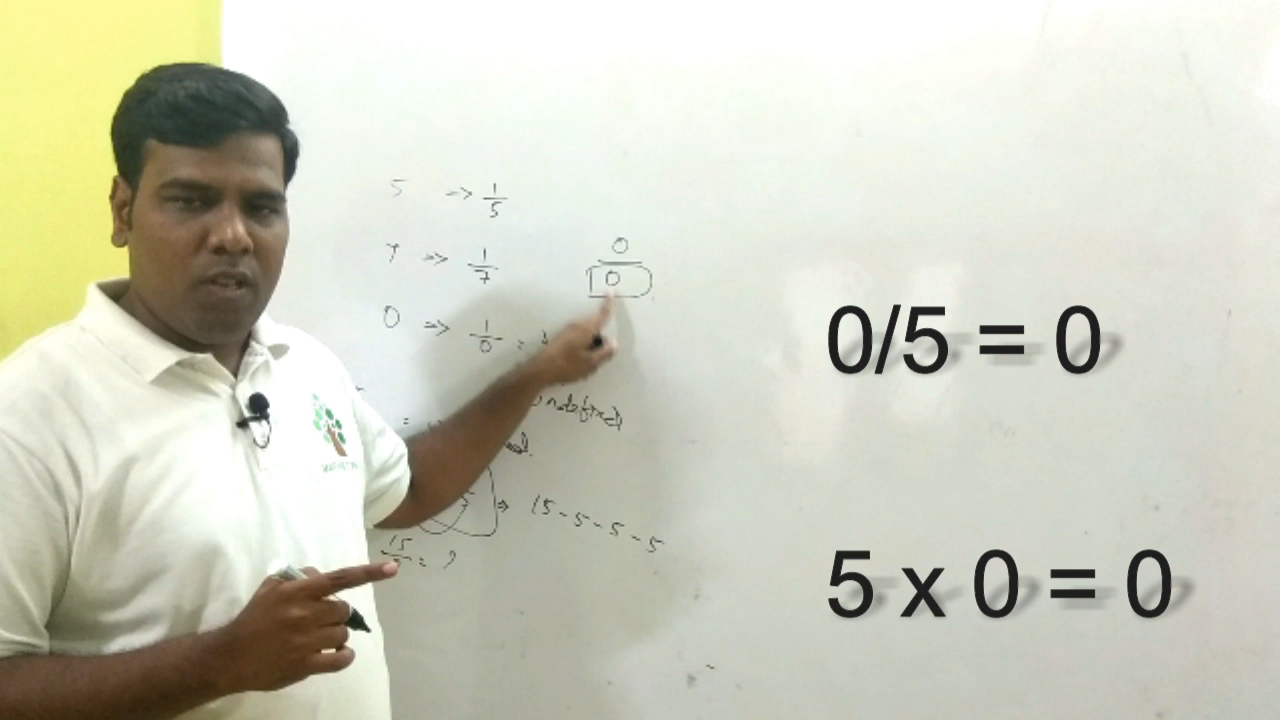 5 => 1/5
7 => 1/7
0 => 1/0 =
0/0
undefined
=> 15 - 5 - 5 - 5
15
= ?
0/5 = 0
5 x 0 = 0